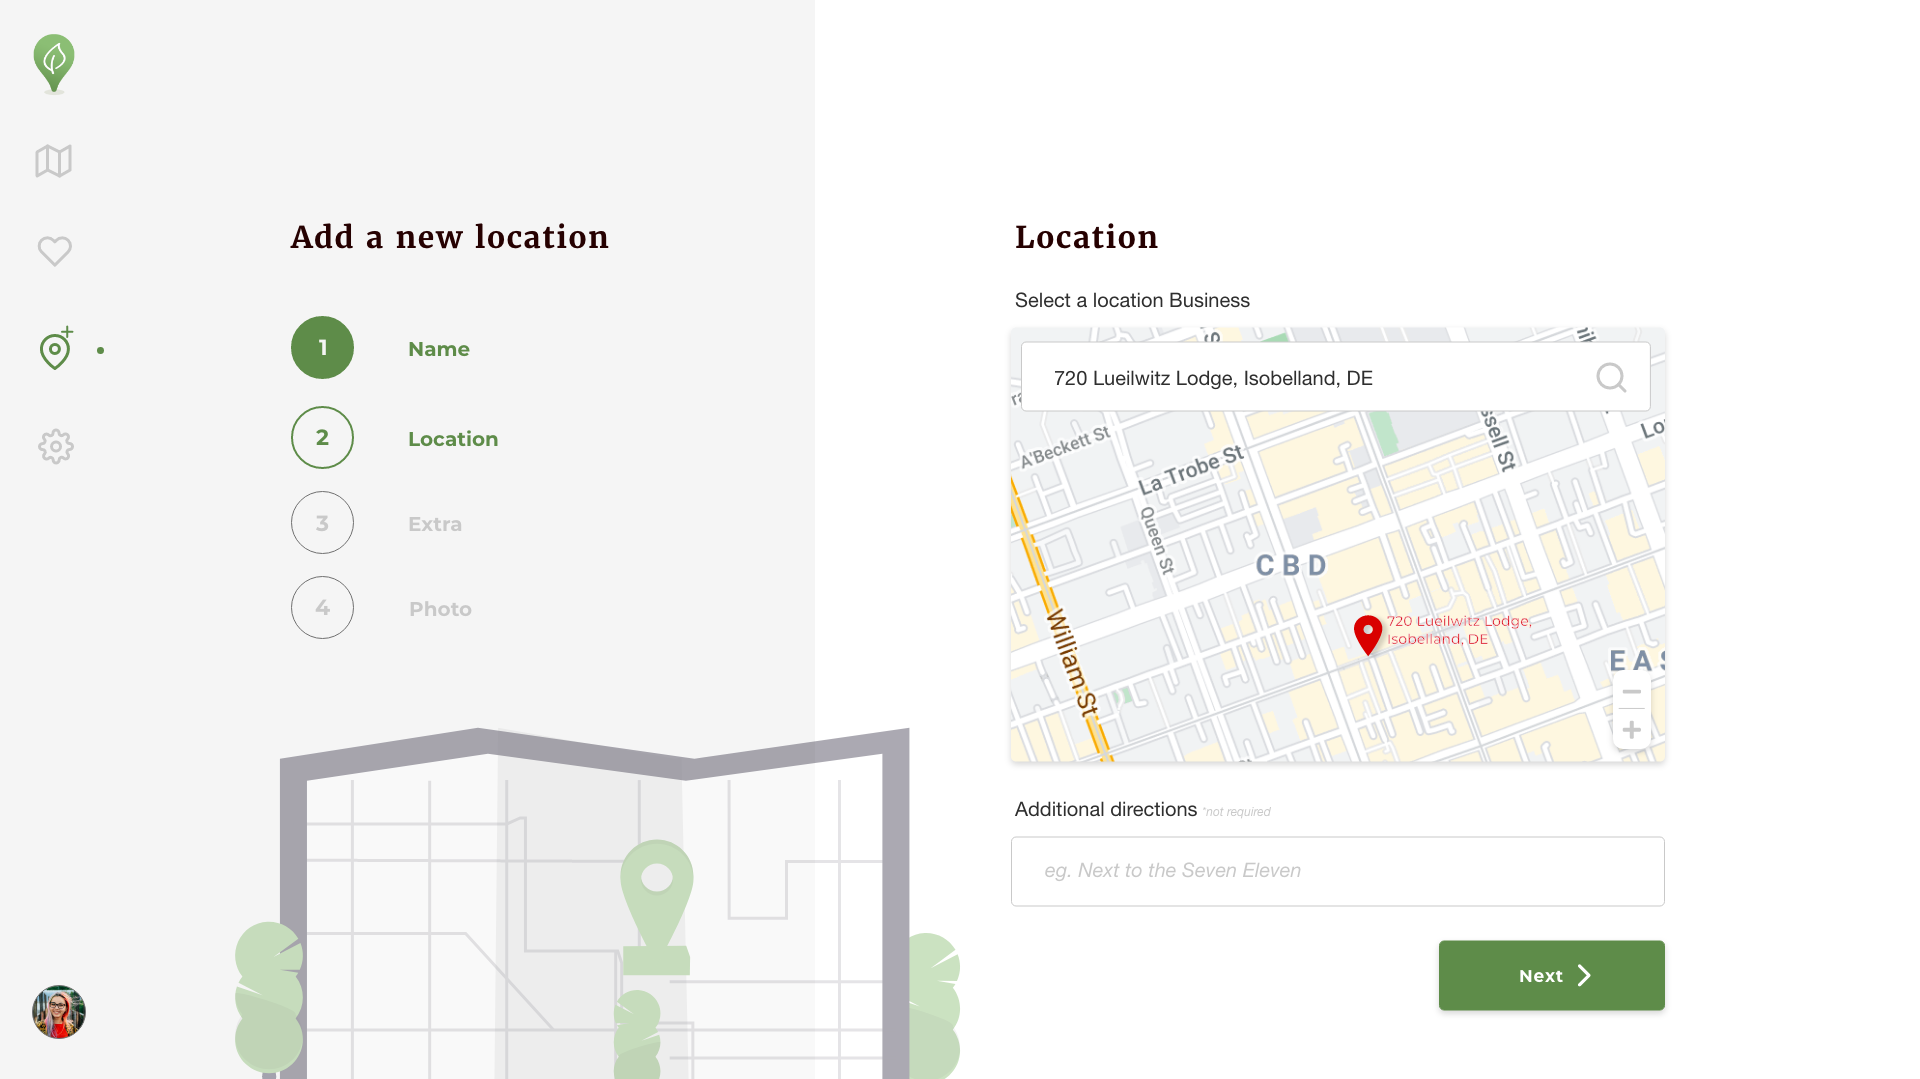 Add a new location
1 Name
2 Location
3 Extra
4 Photo
Location
Select a location Business
720 Lueilwitz Lodge, Isobelland, DE
A'Beckett St
La Trobe St
Queen St
ssell St
Lo
CBD
William St
720 Lueilwitz Lodge,
Isobelland, DE
EAS
Additional directions *not required
eg. Next to the Seven Eleven
Next